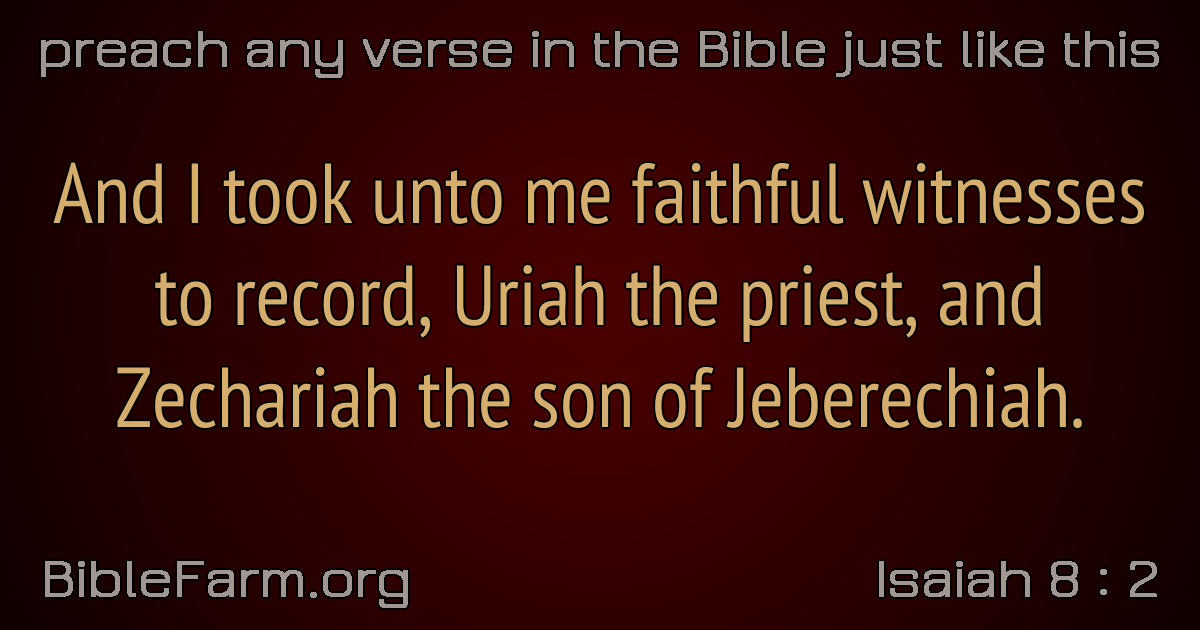 preach any verse in the Bible just like this
And I took unto me faithful witnesses
to record, Uriah the priest, and
Zechariah the son of Jeberechiah.
BibleFarm.org
Isaiah 8 : 2